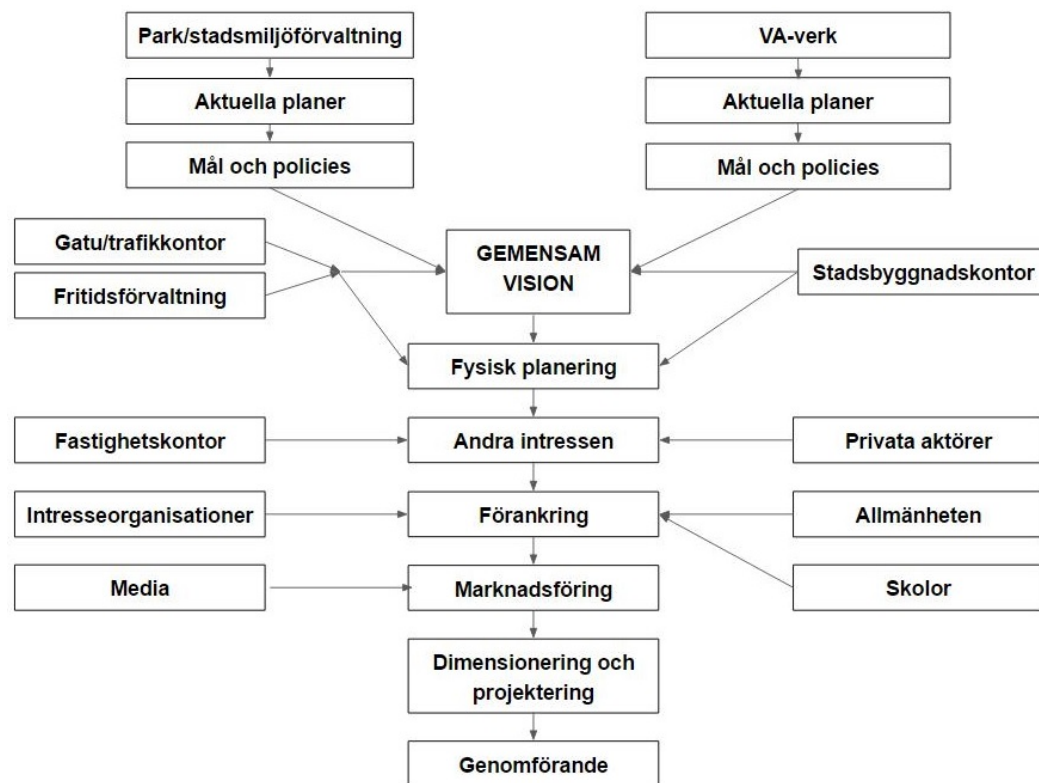 Park/stadsmiljöförvaltning
VA-verk
Aktuella planer
Aktuella planer
Mål och policies
Mål och policies
Gatu/trafikkontor
GEMENSAM
VISION
Stadsbyggnadskontor
Fritidsförvaltning
Fysisk planering
Fastighetskontor
Andra intressen
Privata aktörer
Intresseorganisationer
Förankring
Allmänheten
Media
Marknadsföring
Skolor
Dimensionering och
projektering
Genomförande